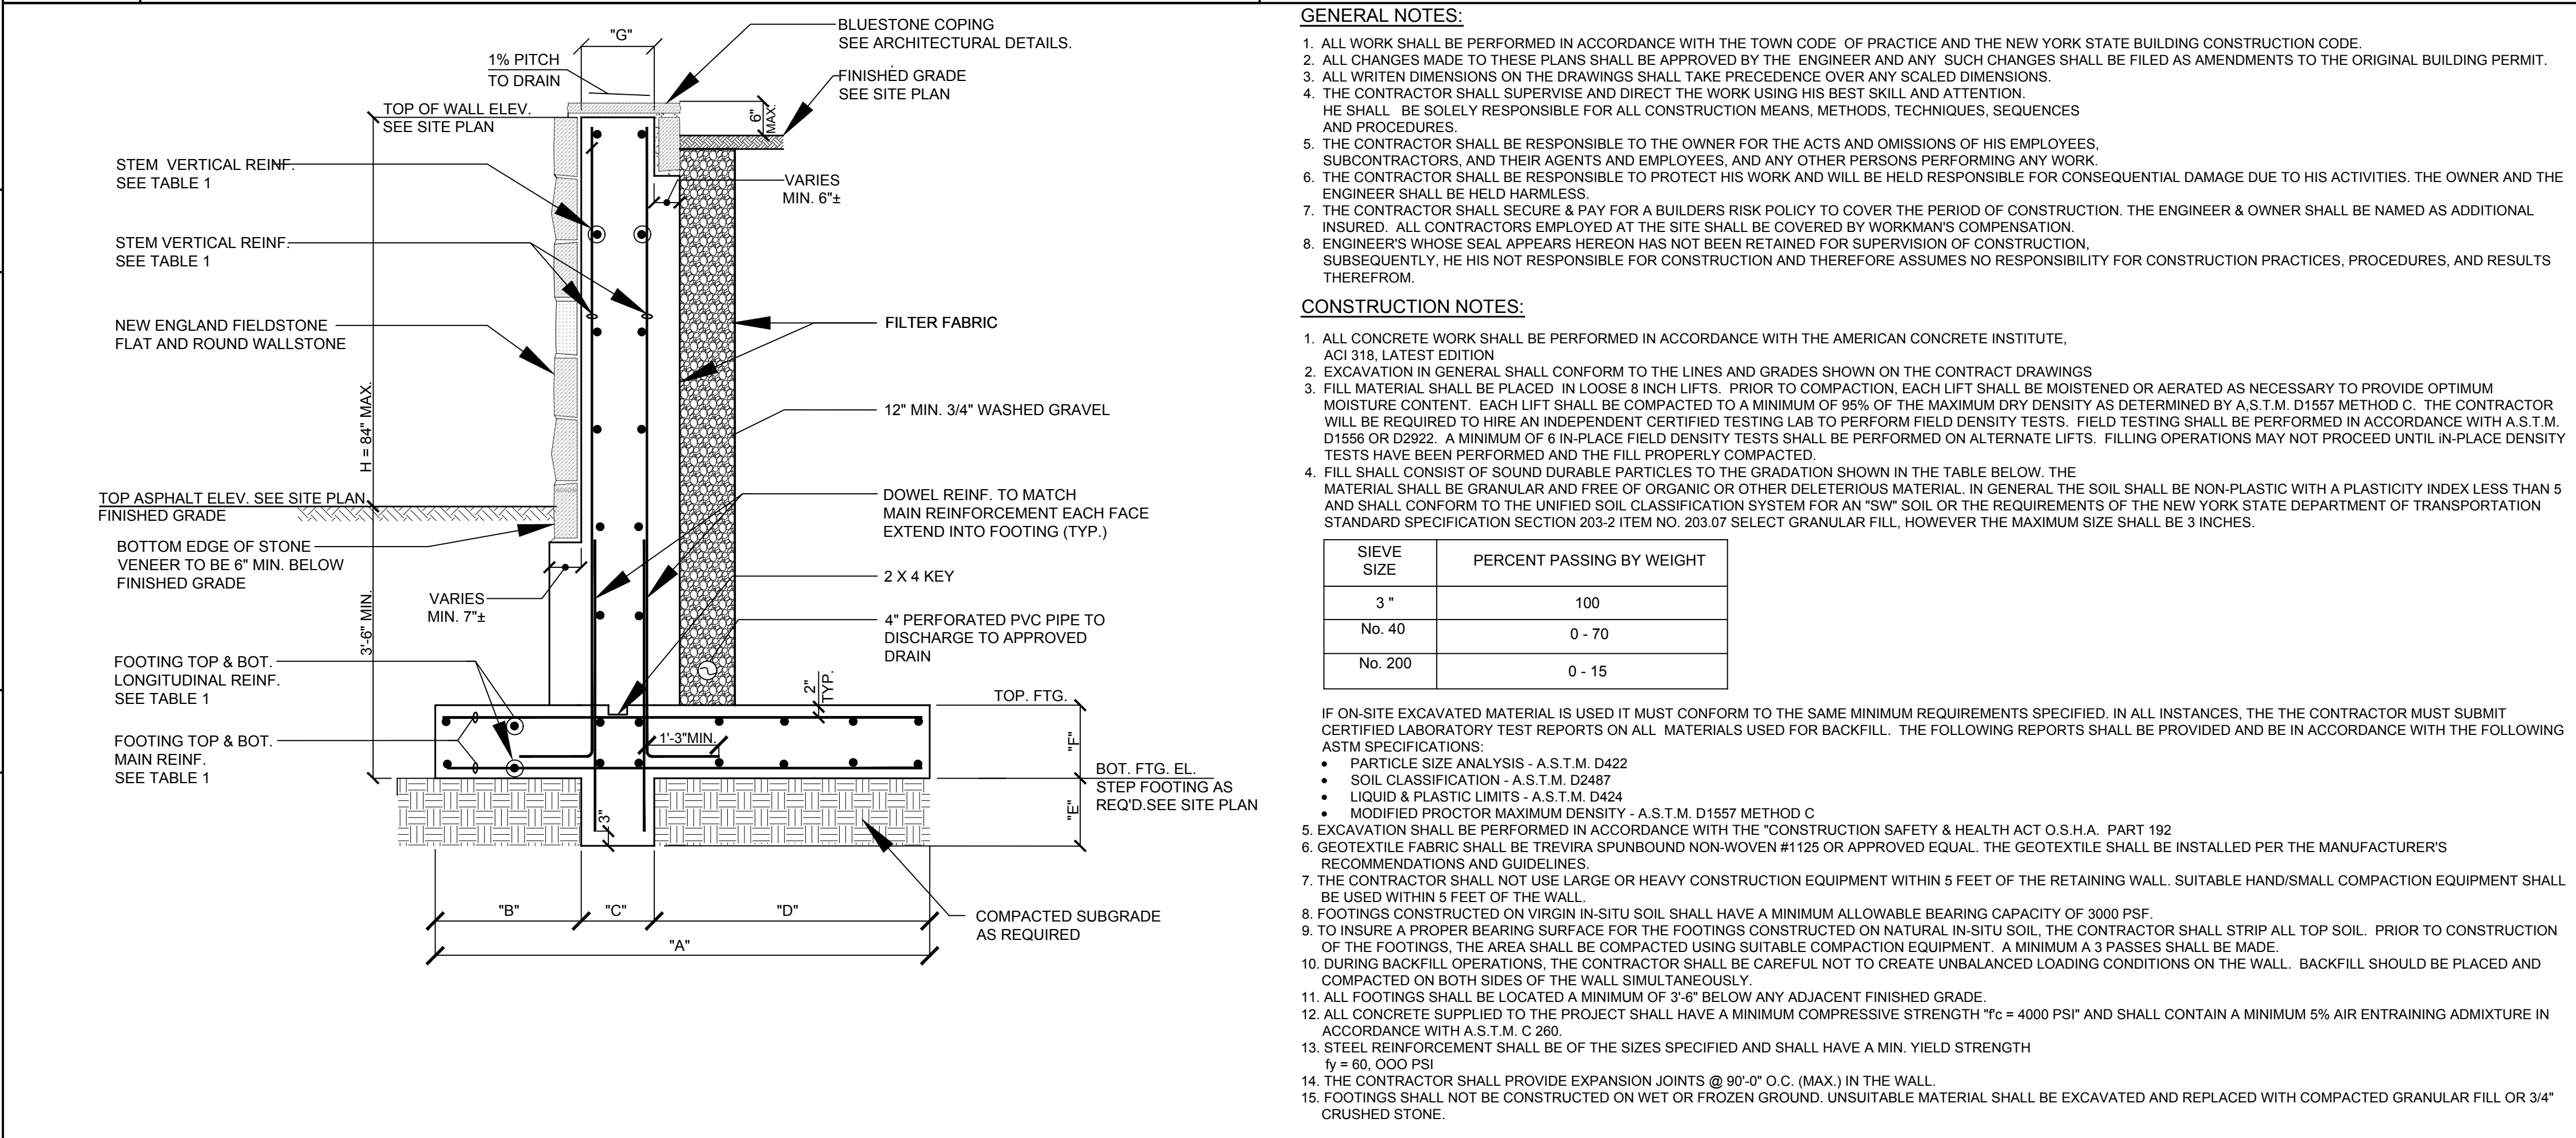 "G"
BLUESTONE COPING
SEE ARCHITECTURAL DETAILS.
1% PITCH
TO DRAIN
FINISHED GRADE
SEE SITE PLAN
TOP OF WALL ELEV.
SEE SITE PLAN
6"
MAX.
STEM  VERTICAL REINF.
SEE TABLE 1
VARIES
MIN. 6"±
STEM VERTICAL REINF.
SEE TABLE 1
NEW ENGLAND FIELDSTONE
FLAT AND ROUND WALLSTONE
FILTER FABRIC
H = 84" MAX.
12" MIN. 3/4" WASHED GRAVEL
TOP ASPHALT ELEV. SEE SITE PLAN
FINISHED GRADE
DOWEL REINF. TO MATCH
MAIN REINFORCEMENT EACH FACE
EXTEND INTO FOOTING (TYP.)
BOTTOM EDGE OF STONE
VENEER TO BE 6" MIN. BELOW
FINISHED GRADE
2 X 4 KEY
VARIES
MIN. 7"±
3'-6" MIN.
4" PERFORATED PVC PIPE TO
DISCHARGE TO APPROVED
DRAIN
FOOTING TOP & BOT.
LONGITUDINAL REINF.
SEE TABLE 1
2"
TYP.
TOP. FTG.
FOOTING TOP & BOT.
MAIN REINF.
SEE TABLE 1
1'-3"MIN.
"F"
BOT. FTG. EL.
STEP FOOTING AS
REQ'D.SEE SITE PLAN
3"
"E"
"B"
"C"
"D"
"A"
COMPACTED SUBGRADE
AS REQUIRED
GENERAL NOTES:
1. ALL WORK SHALL BE PERFORMED IN ACCORDANCE WITH THE TOWN CODE  OF PRACTICE AND THE NEW YORK STATE BUILDING CONSTRUCTION CODE.
2. ALL CHANGES MADE TO THESE PLANS SHALL BE APPROVED BY THE  ENGINEER AND ANY  SUCH CHANGES SHALL BE FILED AS AMENDMENTS TO THE ORIGINAL BUILDING PERMIT.
3. ALL WRITEN DIMENSIONS ON THE DRAWINGS SHALL TAKE PRECEDENCE OVER ANY SCALED DIMENSIONS.
4. THE CONTRACTOR SHALL SUPERVISE AND DIRECT THE WORK USING HIS BEST SKILL AND ATTENTION.
HE SHALL   BE SOLELY RESPONSIBLE FOR ALL CONSTRUCTION MEANS, METHODS, TECHNIQUES, SEQUENCES
AND PROCEDURES.
5. THE CONTRACTOR SHALL BE RESPONSIBLE TO THE OWNER FOR THE ACTS AND OMISSIONS OF HIS EMPLOYEES,
SUBCONTRACTORS, AND THEIR AGENTS AND EMPLOYEES, AND ANY OTHER PERSONS PERFORMING ANY WORK.
6. THE CONTRACTOR SHALL BE RESPONSIBLE TO PROTECT HIS WORK AND WILL BE HELD RESPONSIBLE FOR CONSEQUENTIAL DAMAGE DUE TO HIS ACTIVITIES. THE OWNER AND THE
ENGINEER SHALL BE HELD HARMLESS.
7. THE CONTRACTOR SHALL SECURE & PAY FOR A BUILDERS RISK POLICY TO COVER THE PERIOD OF CONSTRUCTION. THE ENGINEER & OWNER SHALL BE NAMED AS ADDITIONAL
INSURED.  ALL CONTRACTORS EMPLOYED AT THE SITE SHALL BE COVERED BY WORKMAN'S COMPENSATION.
8. ENGINEER'S WHOSE SEAL APPEARS HEREON HAS NOT BEEN RETAINED FOR SUPERVISION OF CONSTRUCTION,
SUBSEQUENTLY, HE HIS NOT RESPONSIBLE FOR CONSTRUCTION AND THEREFORE ASSUMES NO RESPONSIBILITY FOR CONSTRUCTION PRACTICES, PROCEDURES, AND RESULTS
THEREFROM.
CONSTRUCTION NOTES:
1. ALL CONCRETE WORK SHALL BE PERFORMED IN ACCORDANCE WITH THE AMERICAN CONCRETE INSTITUTE,
ACI 318, LATEST EDITION
2. EXCAVATION IN GENERAL SHALL CONFORM TO THE LINES AND GRADES SHOWN ON THE CONTRACT DRAWINGS
3. FILL MATERIAL SHALL BE PLACED  IN LOOSE 8 INCH LIFTS.  PRIOR TO COMPACTION, EACH LIFT SHALL BE MOISTENED OR AERATED AS NECESSARY TO PROVIDE OPTIMUM
MOISTURE CONTENT.  EACH LIFT SHALL BE COMPACTED TO A MINIMUM OF 95% OF THE MAXIMUM DRY DENSITY AS DETERMINED BY A,S.T.M. D1557 METHOD C.  THE CONTRACTOR
WILL BE REQUIRED TO HIRE AN INDEPENDENT CERTIFIED TESTING LAB TO PERFORM FIELD DENSITY TESTS.  FIELD TESTING SHALL BE PERFORMED IN ACCORDANCE WITH A.S.T.M.
D1556 OR D2922.  A MINIMUM OF 6 IN-PLACE FIELD DENSITY TESTS SHALL BE PERFORMED ON ALTERNATE LIFTS.  FILLING OPERATIONS MAY NOT PROCEED UNTIL iN-PLACE DENSITY
TESTS HAVE BEEN PERFORMED AND THE FILL PROPERLY COMPACTED.
4. FILL SHALL CONSIST OF SOUND DURABLE PARTICLES TO THE GRADATION SHOWN IN THE TABLE BELOW. THE
MATERIAL SHALL BE GRANULAR AND FREE OF ORGANIC OR OTHER DELETERIOUS MATERIAL. IN GENERAL THE SOIL SHALL BE NON-PLASTIC WITH A PLASTICITY INDEX LESS THAN 5
AND SHALL CONFORM TO THE UNIFIED SOIL CLASSIFICATION SYSTEM FOR AN "SW" SOIL OR THE REQUIREMENTS OF THE NEW YORK STATE DEPARTMENT OF TRANSPORTATION
STANDARD SPECIFICATION SECTION 203-2 ITEM NO. 203.07 SELECT GRANULAR FILL, HOWEVER THE MAXIMUM SIZE SHALL BE 3 INCHES.
SIEVE
SIZE
PERCENT PASSING BY WEIGHT
3 "
100
No. 40
0 - 70
No. 200
0 - 15
IF ON-SITE EXCAVATED MATERIAL IS USED IT MUST CONFORM TO THE SAME MINIMUM REQUIREMENTS SPECIFIED. IN ALL INSTANCES, THE THE CONTRACTOR MUST SUBMIT
CERTIFIED LABORATORY TEST REPORTS ON ALL  MATERIALS USED FOR BACKFILL.  THE FOLLOWING REPORTS SHALL BE PROVIDED AND BE IN ACCORDANCE WITH THE FOLLOWING
ASTM SPECIFICATIONS:
• PARTICLE SIZE ANALYSIS - A.S.T.M. D422
• SOIL CLASSIFICATION - A.S.T.M. D2487
• LIQUID & PLASTIC LIMITS - A.S.T.M. D424
• MODIFIED PROCTOR MAXIMUM DENSITY - A.S.T.M. D1557 METHOD C
5. EXCAVATION SHALL BE PERFORMED IN ACCORDANCE WITH THE "CONSTRUCTION SAFETY & HEALTH ACT O.S.H.A.  PART 192
6. GEOTEXTILE FABRIC SHALL BE TREVIRA SPUNBOUND NON-WOVEN #1125 OR APPROVED EQUAL. THE GEOTEXTILE SHALL BE INSTALLED PER THE MANUFACTURER'S
RECOMMENDATIONS AND GUIDELINES.
7. THE CONTRACTOR SHALL NOT USE LARGE OR HEAVY CONSTRUCTION EQUIPMENT WITHIN 5 FEET OF THE RETAINING WALL. SUITABLE HAND/SMALL COMPACTION EQUIPMENT SHALL
BE USED WITHIN 5 FEET OF THE WALL.
8. FOOTINGS CONSTRUCTED ON VIRGIN IN-SITU SOIL SHALL HAVE A MINIMUM ALLOWABLE BEARING CAPACITY OF 3000 PSF.
9. TO INSURE A PROPER BEARING SURFACE FOR THE FOOTINGS CONSTRUCTED ON NATURAL IN-SITU SOIL, THE CONTRACTOR SHALL STRIP ALL TOP SOIL.  PRIOR TO CONSTRUCTION
OF THE FOOTINGS, THE AREA SHALL BE COMPACTED USING SUITABLE COMPACTION EQUIPMENT.  A MINIMUM A 3 PASSES SHALL BE MADE.
10. DURING BACKFILL OPERATIONS, THE CONTRACTOR SHALL BE CAREFUL NOT TO CREATE UNBALANCED LOADING CONDITIONS ON THE WALL.  BACKFILL SHOULD BE PLACED AND
COMPACTED ON BOTH SIDES OF THE WALL SIMULTANEOUSLY.
11. ALL FOOTINGS SHALL BE LOCATED A MINIMUM OF 3'-6" BELOW ANY ADJACENT FINISHED GRADE.
12. ALL CONCRETE SUPPLIED TO THE PROJECT SHALL HAVE A MINIMUM COMPRESSIVE STRENGTH "f'c = 4000 PSI" AND SHALL CONTAIN A MINIMUM 5% AIR ENTRAINING ADMIXTURE IN
ACCORDANCE WITH A.S.T.M. C 260.
13. STEEL REINFORCEMENT SHALL BE OF THE SIZES SPECIFIED AND SHALL HAVE A MIN. YIELD STRENGTH
fy = 60, OOO PSI
14. THE CONTRACTOR SHALL PROVIDE EXPANSION JOINTS @ 90'-0" O.C. (MAX.) IN THE WALL.
15. FOOTINGS SHALL NOT BE CONSTRUCTED ON WET OR FROZEN GROUND. UNSUITABLE MATERIAL SHALL BE EXCAVATED AND REPLACED WITH COMPACTED GRANULAR FILL OR 3/4"
CRUSHED STONE.